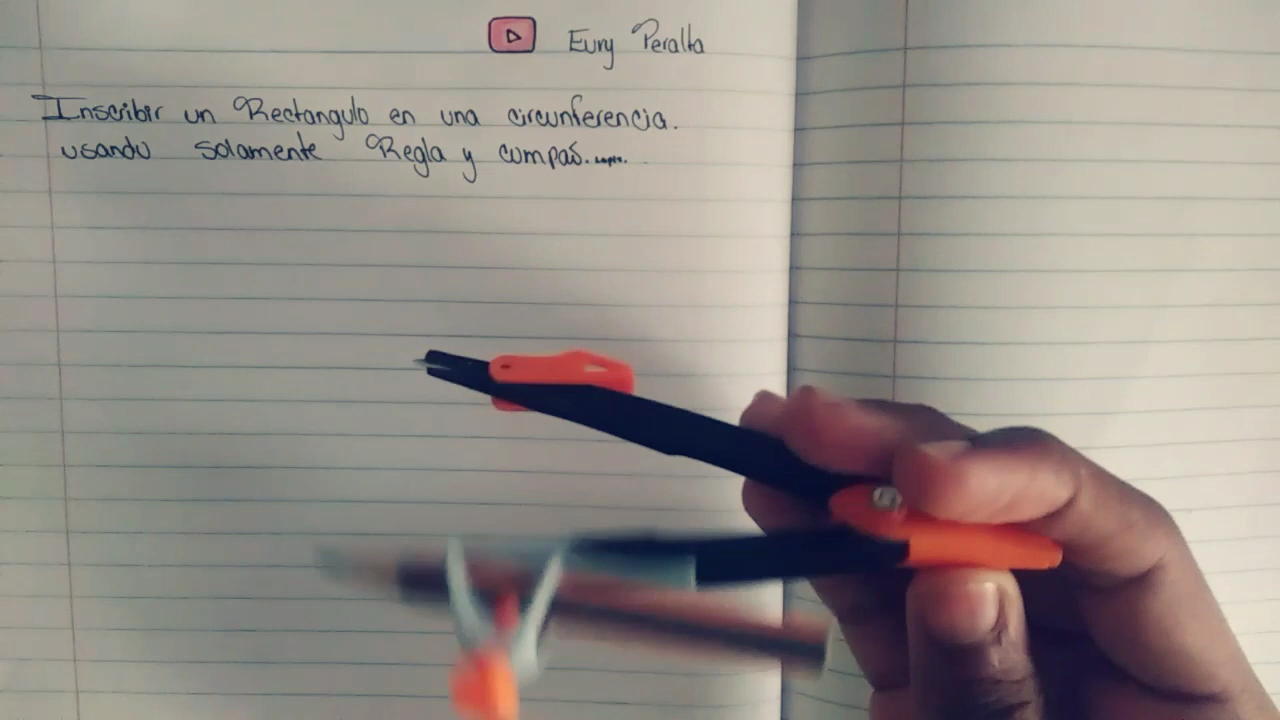 Eury Peralta
Inscribir un Rectangulo en una circunferencia.
usando solamente Regla y compas.